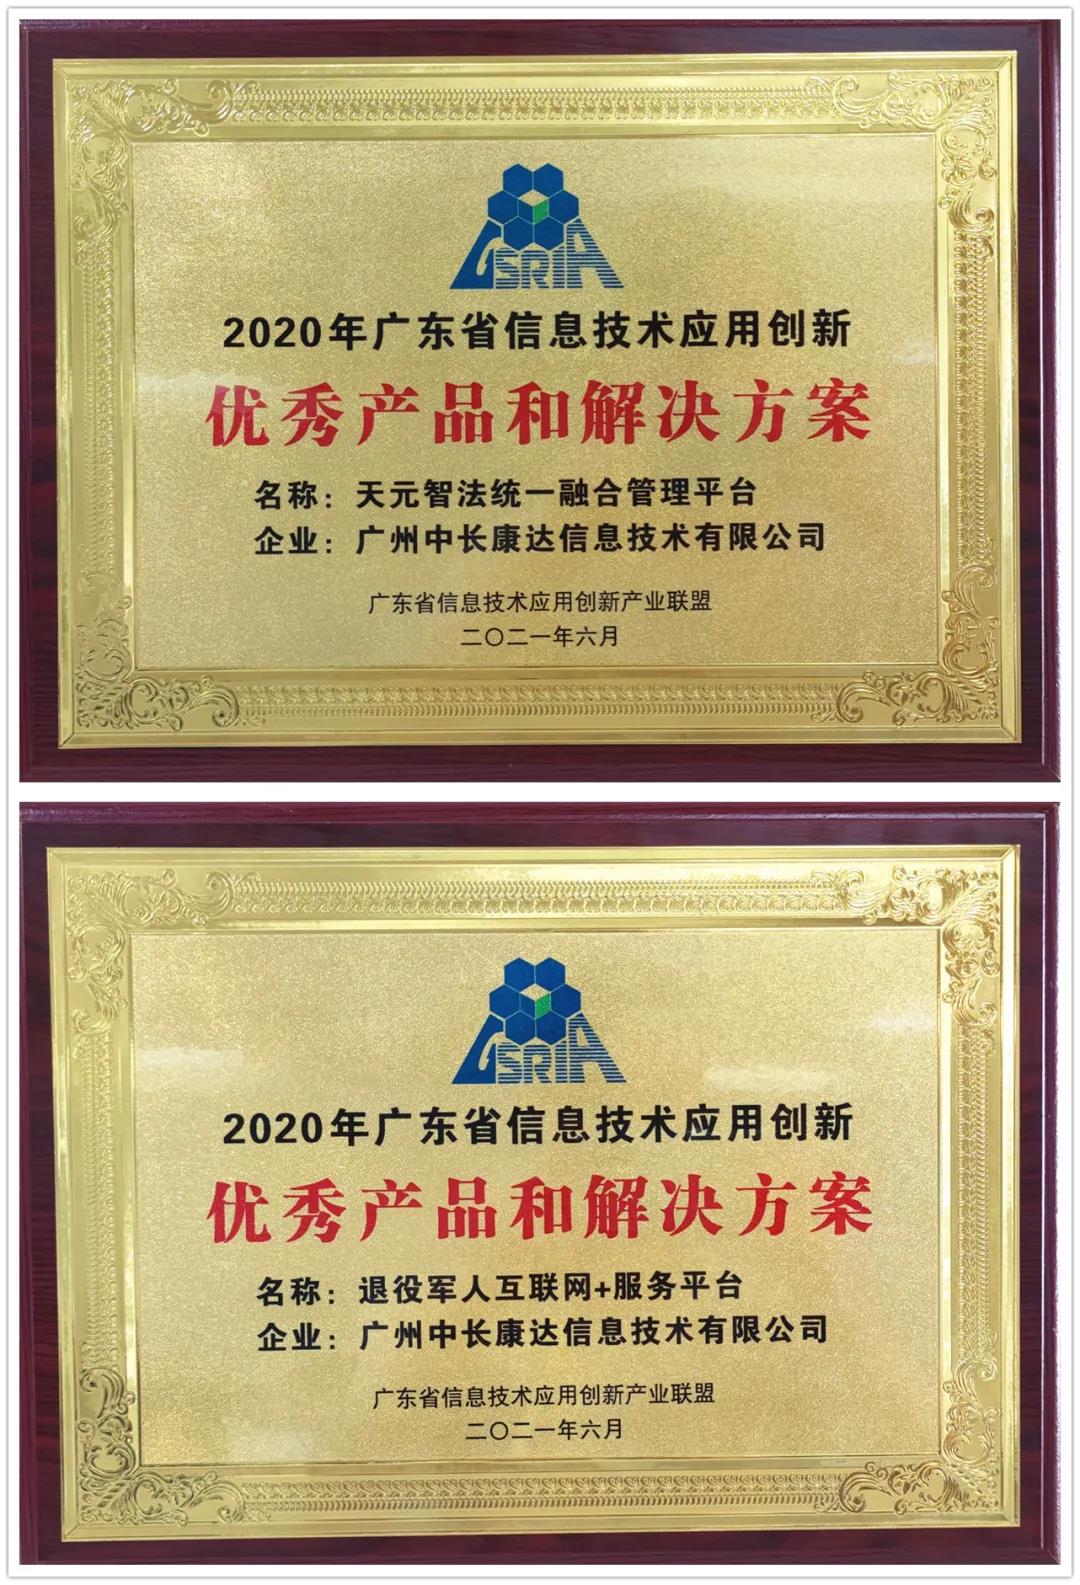 GSRIA
2020年广东省信息技术应用创新
优秀产品和解决方案
名称：天元智法统一融合管理平台
企业：广州中长康达信息技术有限公司
广东省信息技术应用创新产业联盟
二〇二一年六月
GSRIA
2020年广东省信息技术应用创新
优秀产品和解决方案
名称：退役军人互联网+服务平台
企业：广州中长康达信息技术有限公司
广东省信息技术应用创新产业联盟
二〇二一年六月